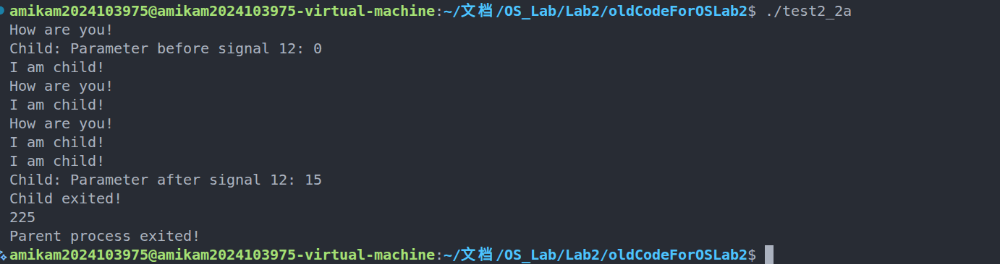 amikam2024103975@amikam2024103975-virtual-machine:~/文档/OS_Lab/Lab2/oldCodeForOSLab2$ ./test2_2a
How are you!
Child: Parameter before signal 12: 0
I am child!
How are you!
I am child!
How are you!
I am child!
I am child!
Child: Parameter after signal 12: 15
Child exited!
225
Parent process exited!
amikam2024103975@amikam2024103975-virtual-machine:~/文档/OS_Lab/Lab2/oldCodeForOSLab2$